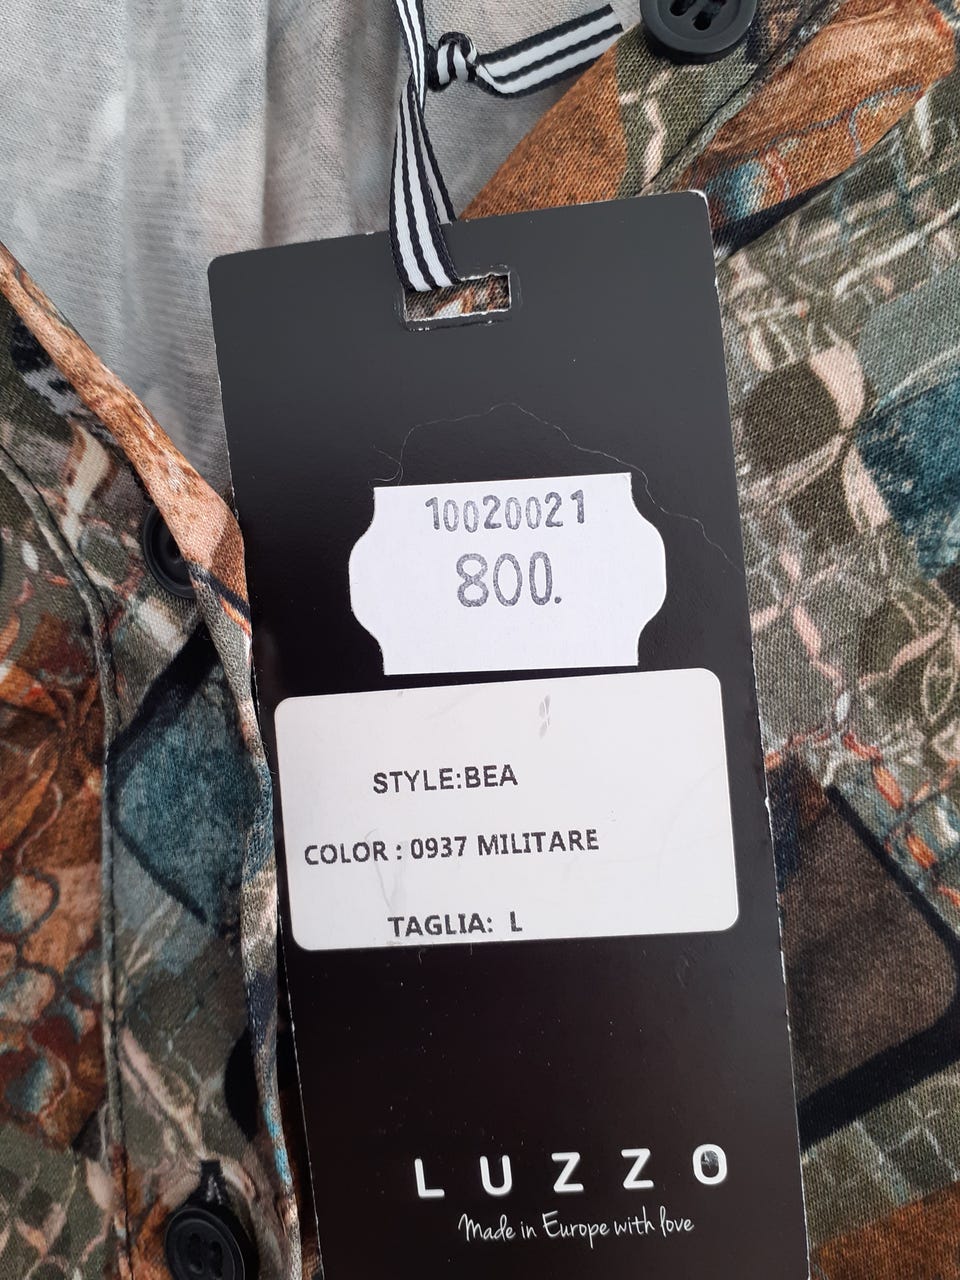 10020021
800.
STYLE:BEA
COLOR : 0937 MILITARE
TAGLIA: L
LUZZO
Made in Europe with love